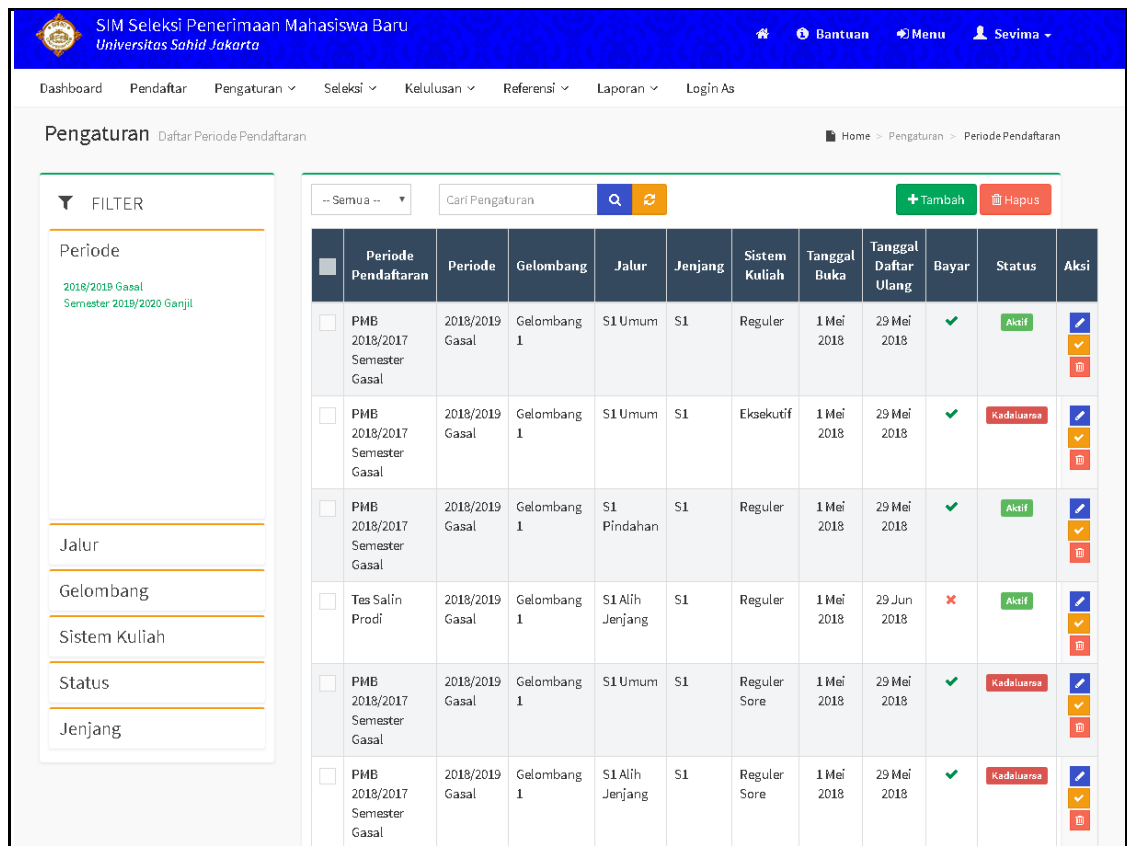 SIM Seleksi Penerimaan Mahasiswa Baru
Universitas Sahid Jakarta
Bantuan
Menu
Sevima
Dashboard Pendaftar Pengaturan Seleksi Kelulusan Referensi Laporan Login As
Pengaturan Daftar Periode Pendaftaran
Home > Pengaturan > Periode Pendaftaran
FILTER
Periode
2018/2019 Gasal
Semester 2019/2020 Ganjil
Jalur
Gelombang
Sistem Kuliah
Status
Jenjang
-- Semua --
Cari Pengaturan
Tambah
Hapus
Periode
Pendaftaran
Periode
Gelombang
Jalur
Jenjang
Sistem
Kuliah
Tanggal
Buka
Tanggal
Daftar
Ulang
Bayar
Status
Aksi
PMB
2018/2017
Semester
Gasal
2018/2019
Gasal
Gelombang
1
S1 Umum
S1
Reguler
1 Mei
2018
29 Mei
2018
Aktif
PMB
2018/2017
Semester
Gasal
2018/2019
Gasal
Gelombang
1
S1 Umum
S1
Eksekutif
1 Mei
2018
29 Mei
2018
Kadaluarsa
PMB
2018/2017
Semester
Gasal
2018/2019
Gasal
Gelombang
1
S1
Pindahan
S1
Reguler
1 Mei
2018
29 Mei
2018
Aktif
Tes Salin
Prodi
2018/2019
Gasal
Gelombang
1
S1 Alih
Jenjang
S1
Reguler
1 Mei
2018
29 Jun
2018
Aktif
PMB
2018/2017
Semester
Gasal
2018/2019
Gasal
Gelombang
1
S1 Umum
S1
Reguler
Sore
1 Mei
2018
29 Mei
2018
Kadaluarsa
PMB
2018/2017
Semester
Gasal
2018/2019
Gasal
Gelombang
1
S1 Alih
Jenjang
S1
Reguler
Sore
1 Mei
2018
29 Mei
2018
Kadaluarsa